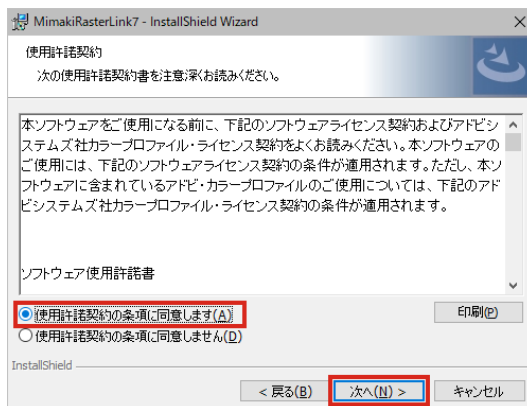 MimakiRasterLink7 - InstallShield Wizard
使用許諾契約
次の使用許諾契約書を注意深くお読みください。
本ソフトウェアをご使用になる前に、下記のソフトウェアライセンス契約およびアドビシ
ステムズ社カラープロファイル・ライセンス契約をよくお読みください。本ソフトウェアの
ご使用には、下記のソフトウェアライセンス契約の条件が適用されます。ただし、本ソ
フトウェアに含まれているアドビ・カラープロファイルのご使用については、下記のアド
ビシステムズ社カラープロファイル・ライセンス契約の条件が適用されます。
ソフトウェア使用許諾書
使用許諾契約の条項に同意します(A)
印刷(P)
使用許諾契約の条項に同意しません(D)
InstallShield
< 戻る(B) 次へ(N) > キャンセル